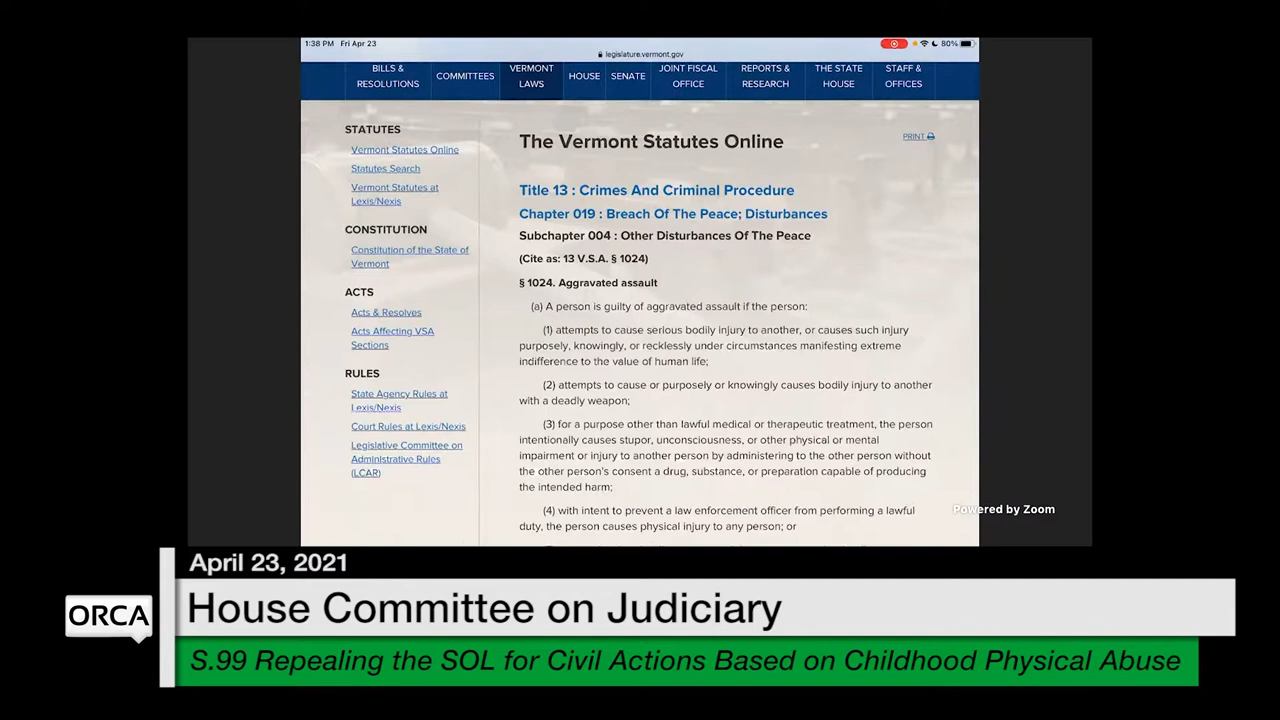 1:38 PM Fri Apr 23
80%
legislature.vermont.gov
BILLS &
RESOLUTIONS
COMMITTEES
VERMONT
LAWS
HOUSE
SENATE
JOINT FISCAL
OFFICE
REPORTS &
RESEARCH
THE STATE
HOUSE
STAFF &
OFFICES
STATUTES
Vermont Statutes Online
Statutes Search
Vermont Statutes at
Lexis/Nexis
CONSTITUTION
Constitution of the State of
Vermont
ACTS
Acts & Resolves
Acts Affecting VSA
Sections
RULES
State Agency Rules at
Lexis/Nexis
Court Rules at Lexis/Nexis
Legislative Committee on
Administrative Rules
(LCAR)
PRINT
The Vermont Statutes Online
Title 13 : Crimes And Criminal Procedure
Chapter 019 : Breach Of The Peace; Disturbances
Subchapter 004 : Other Disturbances Of The Peace
(Cite as: 13 V.S.A. § 1024)
§ 1024. Aggravated assault
(a) A person is guilty of aggravated assault if the person:
(1) attempts to cause serious bodily injury to another, or causes such injury
purposely, knowingly, or recklessly under circumstances manifesting extreme
indifference to the value of human life;
(2) attempts to cause or purposely or knowingly causes bodily injury to another
with a deadly weapon;
(3) for a purpose other than lawful medical or therapeutic treatment, the person
intentionally causes stupor, unconsciousness, or other physical or mental
impairment or injury to another person by administering to the other person without
the other person's consent a drug, substance, or preparation capable of producing
the intended harm;
(4) with intent to prevent a law enforcement officer from performing a lawful
duty, the person causes physical injury to any person; or
Powered by Zoom
April 23, 2021
ORCA
House Committee on Judiciary
S.99 Repealing the SOL for Civil Actions Based on Childhood Physical Abuse